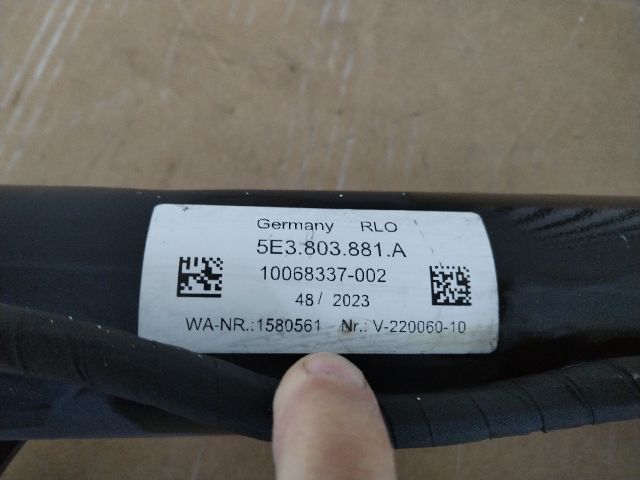 Germany RLO
5E3.803.881.A
10068337-002
48/ 2023
WA-NR.:1580561 Nr.: V-220060-10